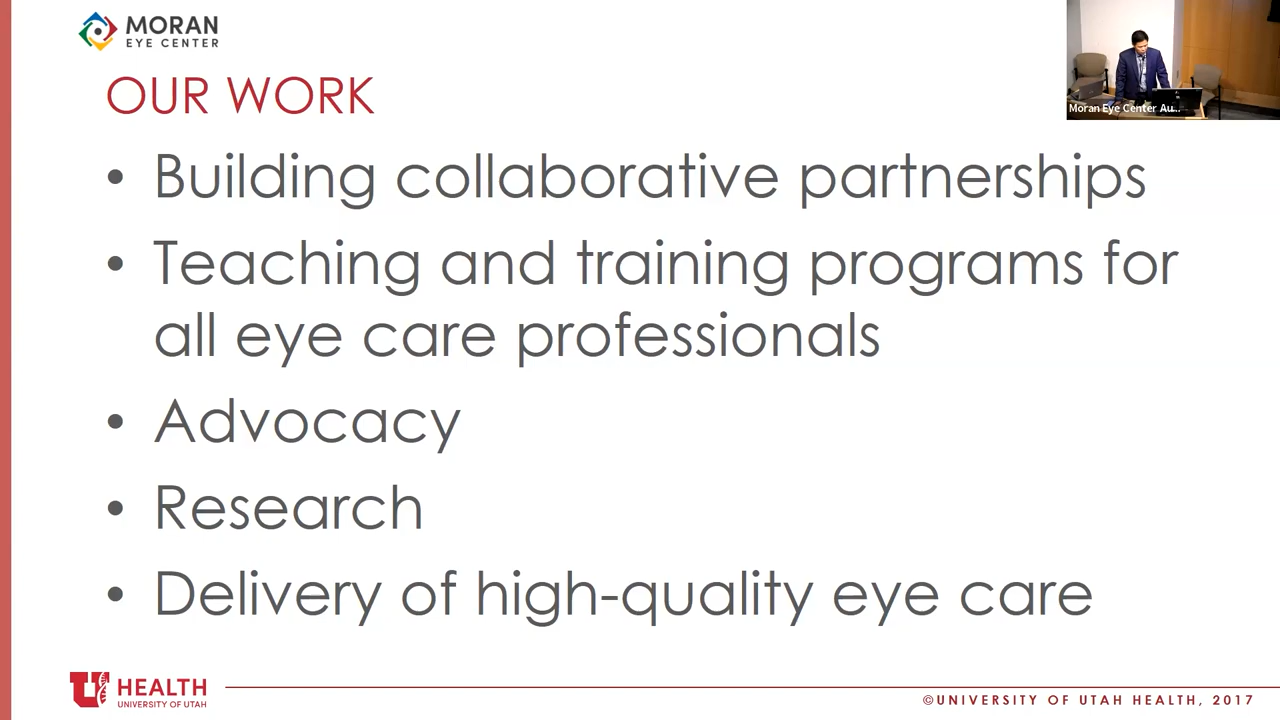 MORAN
EYE CENTER
Moran Eye Center Au...
OUR WORK
• Building collaborative partnerships
• Teaching and training programs for
all eye care professionals
• Advocacy
• Research
• Delivery of high-quality eye care
U HEALTH
UNIVERSITY OF UTAH
©UNIVERSITY OF UTAH HEALTH, 2017